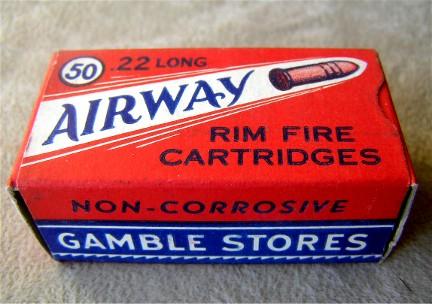 50 .22 LONG
AIRWAY
RIM FIRE
CARTRIDGES
NON-CORROSIVE
GAMBLE STORES